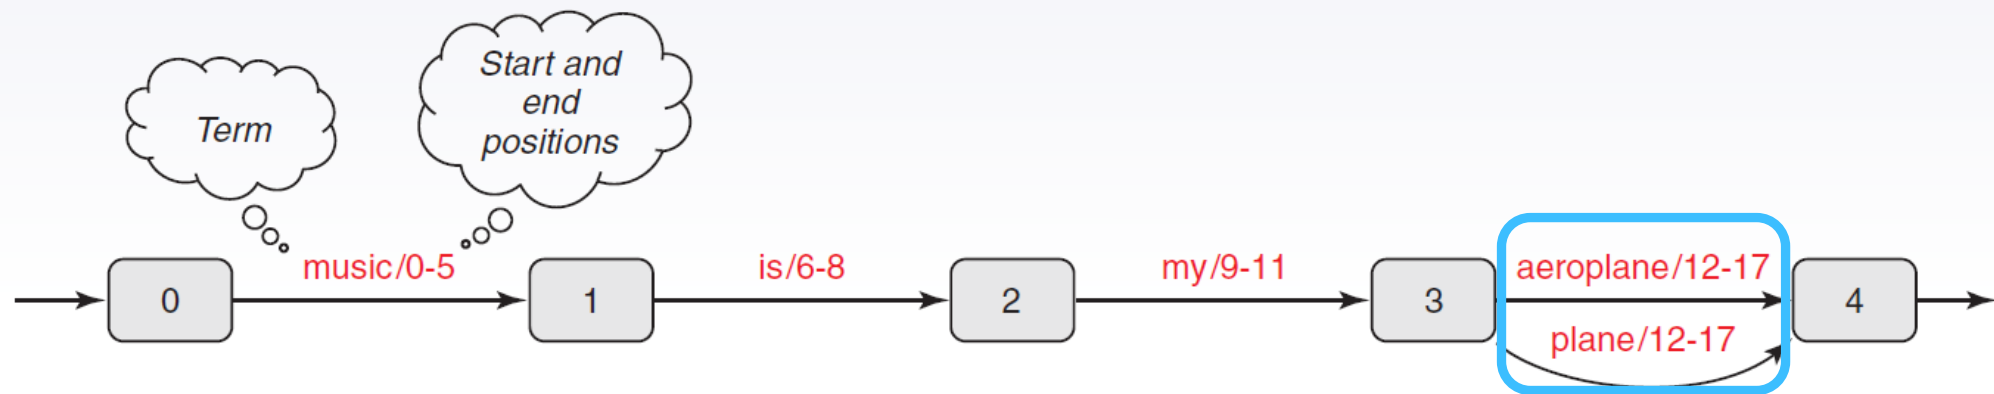 Term
Start and
end
positions
music/0-5
is/6-8
my/9-11
aeroplane/12-17
0
1
2
3
4
plane/12-17